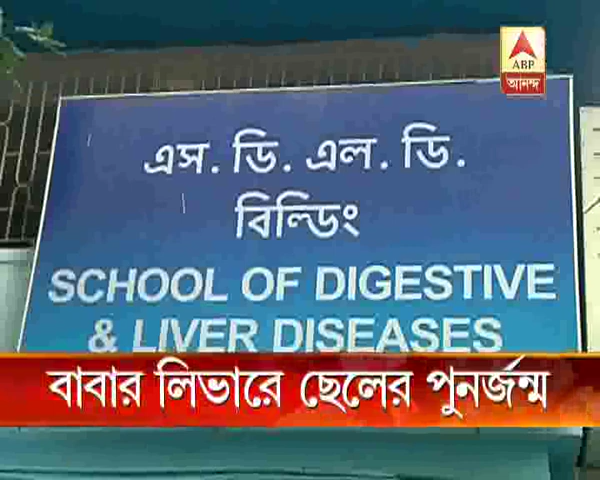 ABP
আনন্দ
এস. ডি. এল. ডি.
বিল্ডিং
SCHOOL OF DIGESTIVE
& LIVER DISEASES
বাবার লিভারে ছেলের পুনর্জন্ম